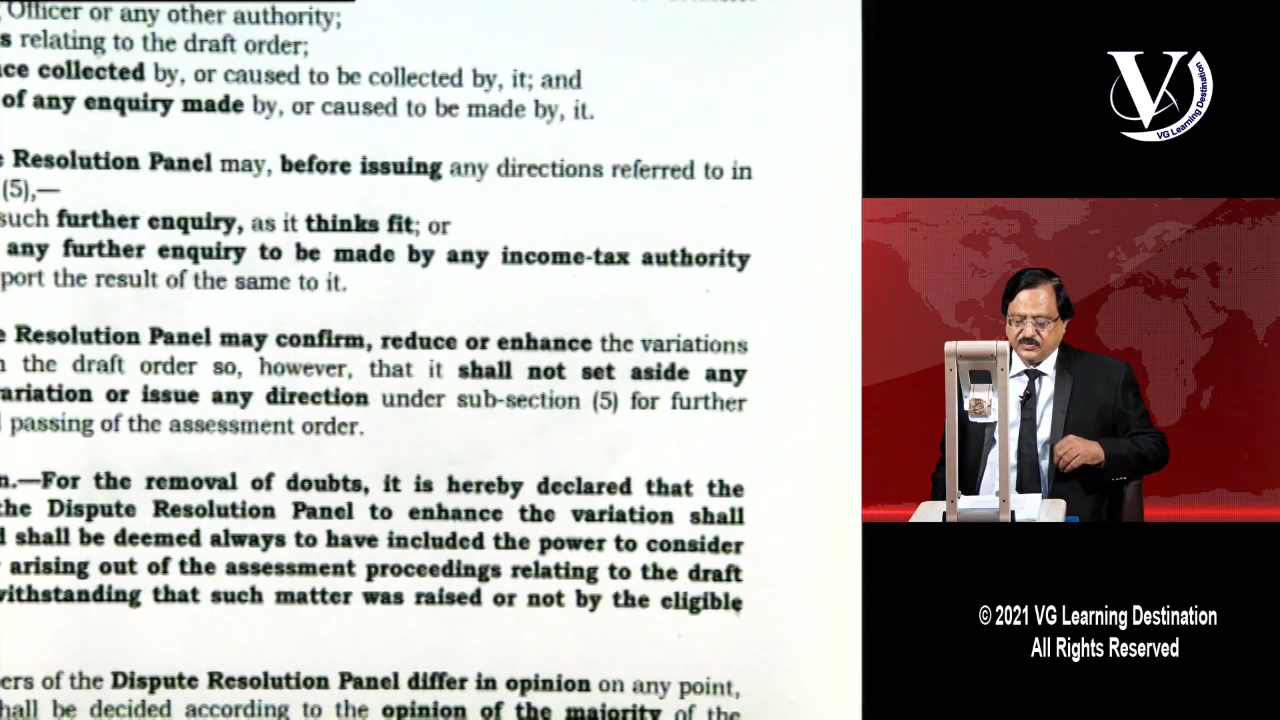 Officer or any other authority;
relating to the draft order;
collected by, or caused to be collected by, it; and
of any enquiry made by, or caused to be made by, it.
Resolution Panel may, before issuing any directions referred to in
(5),—
such further enquiry, as it thinks fit; or
any further enquiry to be made by any income-tax authority
port the result of the same to it.
Resolution Panel may confirm, reduce or enhance the variations
the draft order so, however, that it shall not set aside any
ariation or issue any direction under sub-section (5) for further
passing of the assessment order.
n.—For the removal of doubts, it is hereby declared that the
the Dispute Resolution Panel to enhance the variation shall
shall be deemed always to have included the power to consider
arising out of the assessment proceedings relating to the draft
withstanding that such matter was raised or not by the eligible
ers of the Dispute Resolution Panel differ in opinion on any point,
hall be decided according to the opinion of the majority of the
V
VG Learning Destination
© 2021 VG Learning Destination
All Rights Reserved